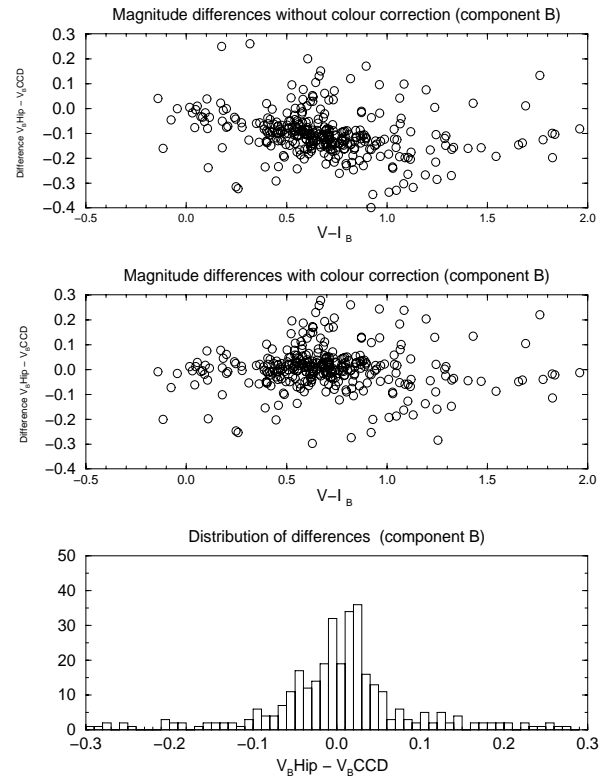 Magnitude differences without colour correction (component B)
0.3
0.2
0.1
0.0
−0.1
−0.2
−0.3
−0.4
Difference V_BHip − V_BCCD
−0.5 0.0 0.5 1.0 1.5 2.0
V−I_B
Magnitude differences with colour correction (component B)
0.3
0.2
0.1
0.0
−0.1
−0.2
−0.3
−0.4
Difference V_BHip − V_BCCD
−0.5 0.0 0.5 1.0 1.5 2.0
V−I_B
Distribution of differences (component B)
50
40
30
20
10
0
−0.3 −0.2 −0.1 0.0 0.1 0.2 0.3
V_BHip − V_BCCD